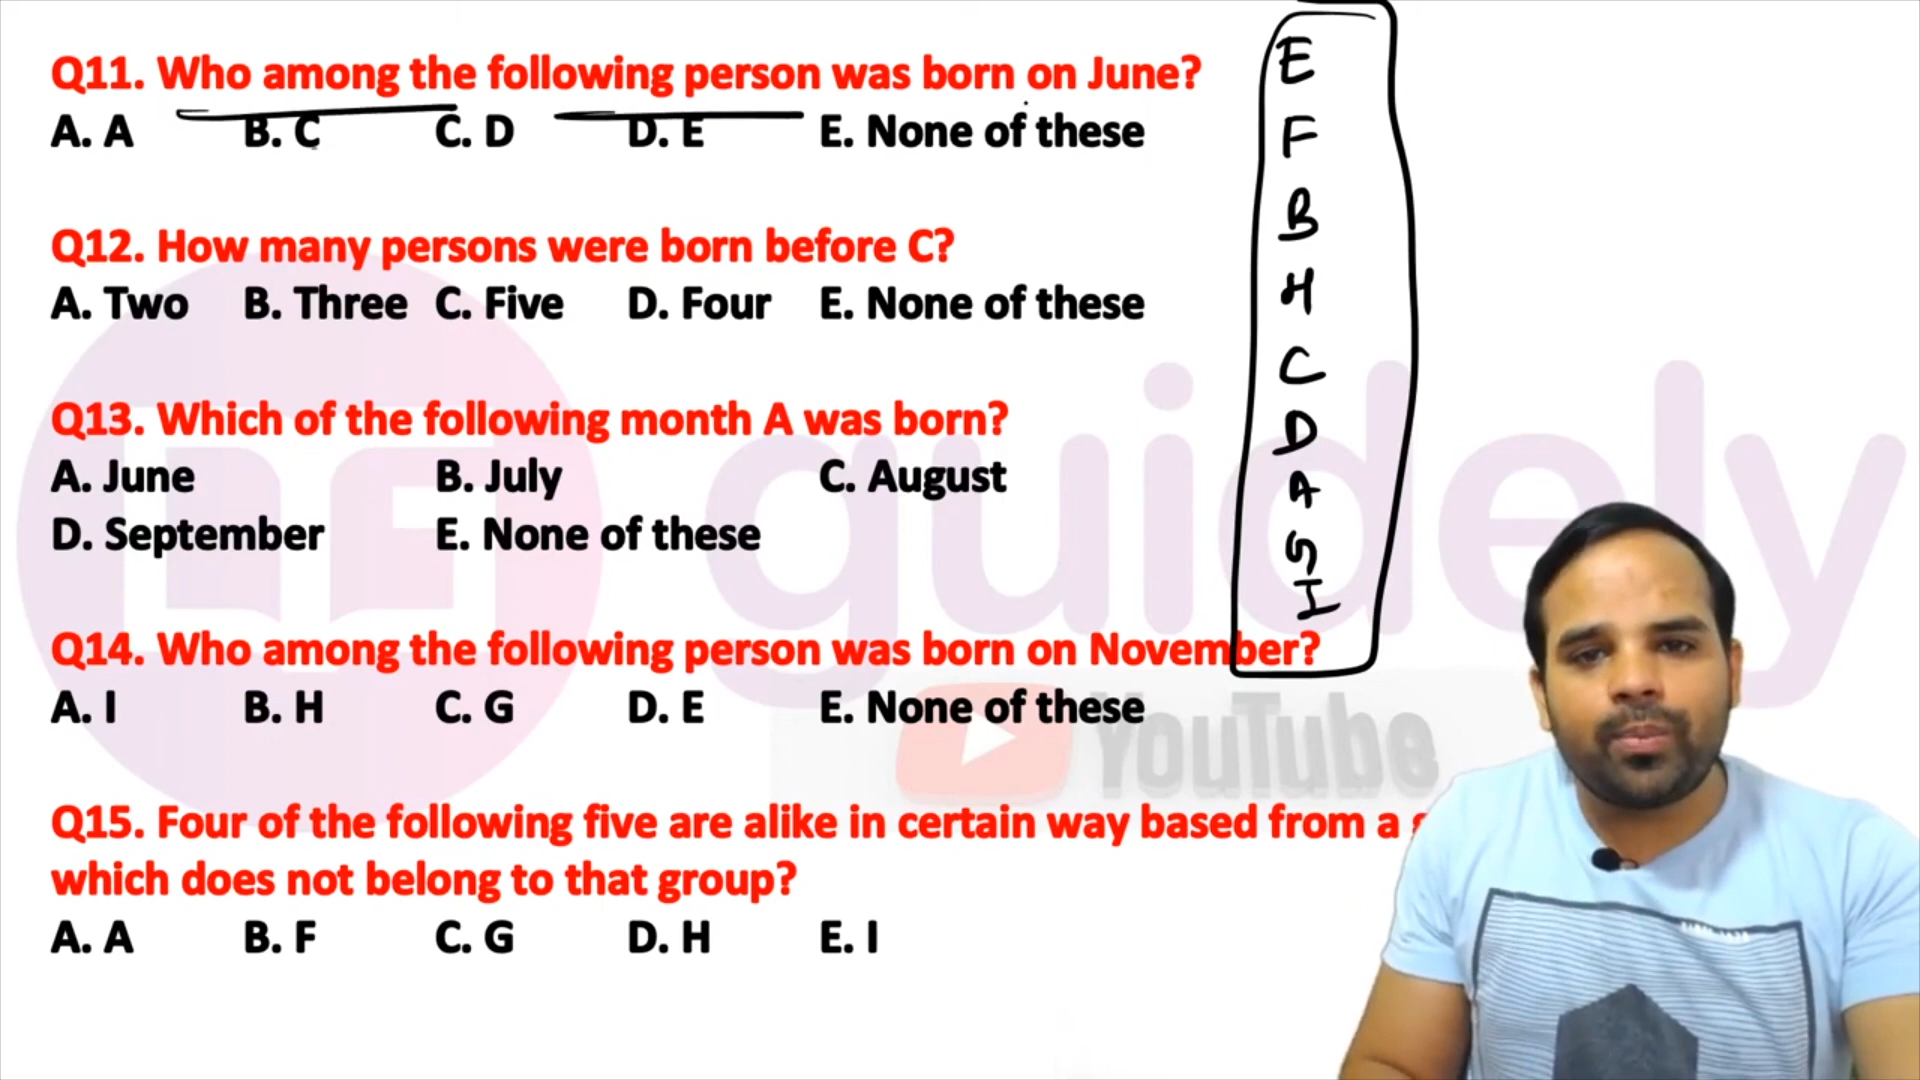 Q11. Who among the following person was born on June?
A. A B. C C. D D. E E. None of these
Q12. How many persons were born before C?
A. Two B. Three C. Five D. Four E. None of these
Q13. Which of the following month A was born?
A. June B. July C. August
D. September E. None of these
Q14. Who among the following person was born on November?
A. I B. H C. G D. E E. None of these
Q15. Four of the following five are alike in certain way based from a
which does not belong to that group?
A. A B. F C. G D. H E. I
E
F
B
H
C
D
A
G
I
guidely
YouTube